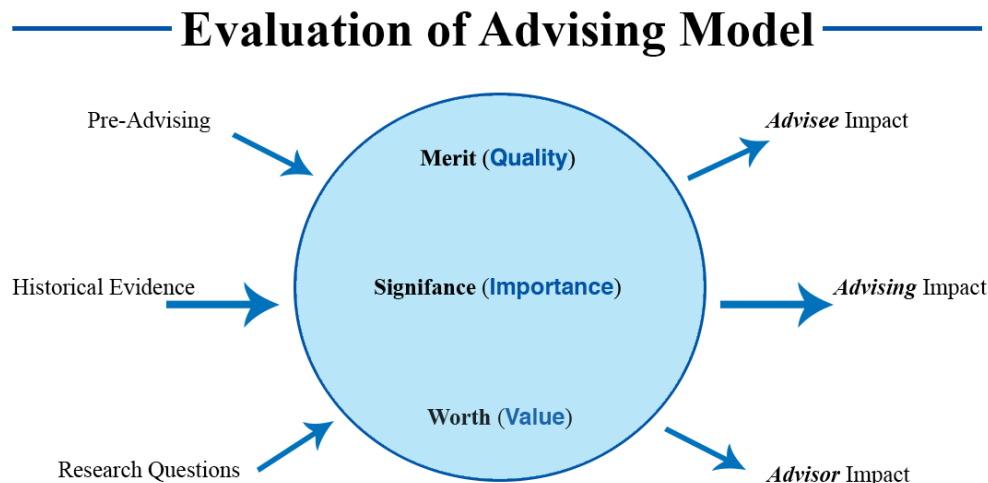 Evaluation of Advising Model
Pre-Advising
Advisee Impact
Merit (Quality)
Historical Evidence
Signifance (Importance)
Advising Impact
Worth (Value)
Research Questions
Advisor Impact